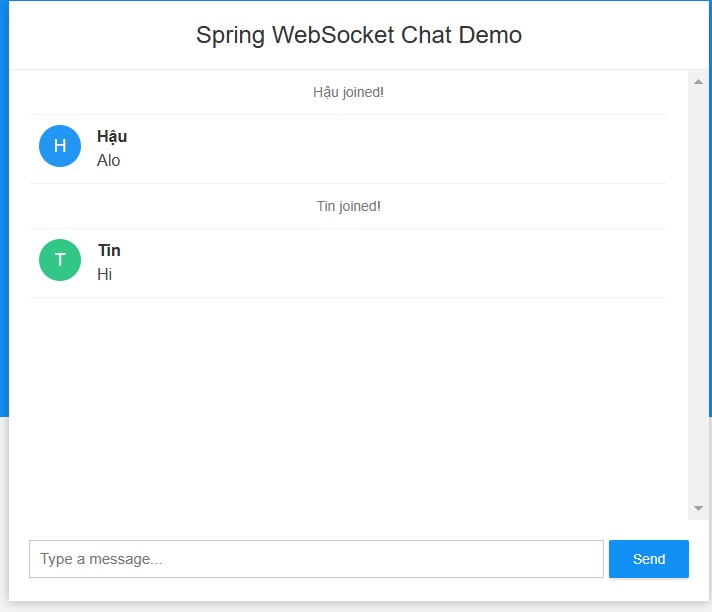 Spring WebSocket Chat Demo
Hậu joined!
H
Hậu
Alo
Tin joined!
T
Tin
Hi
Type a message...
Send